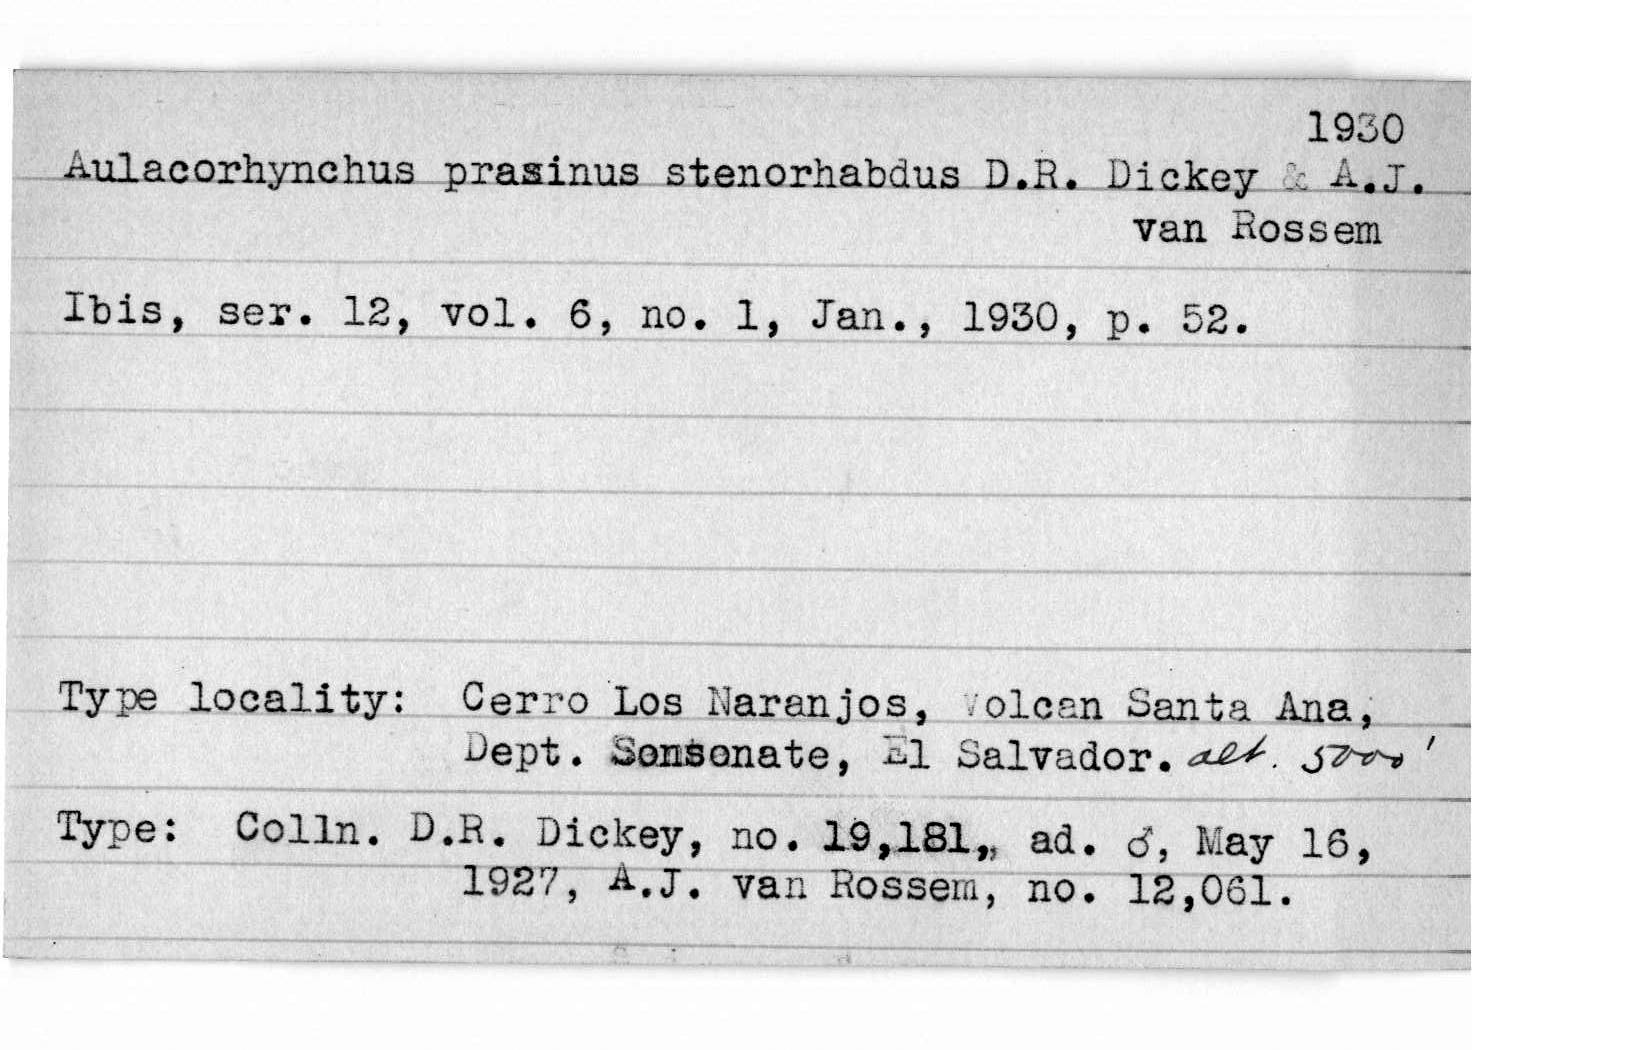 1930
Aulacorhynchus prasinus stenorhabdus D.R. Dickey & A.J.
van Rossem
Ibis, ser. 12, vol. 6, no. 1, Jan., 1930, p. 52.
Type locality: Cerro Los Naranjos, Volcan Santa Ana,
Dept. Sonsonate, El Salvador. alt. 5000'
Type: Colln. D.R. Dickey, no. 19,181,, ad. ♂, May 16,
1927, A.J. van Rossem, no. 12,061.